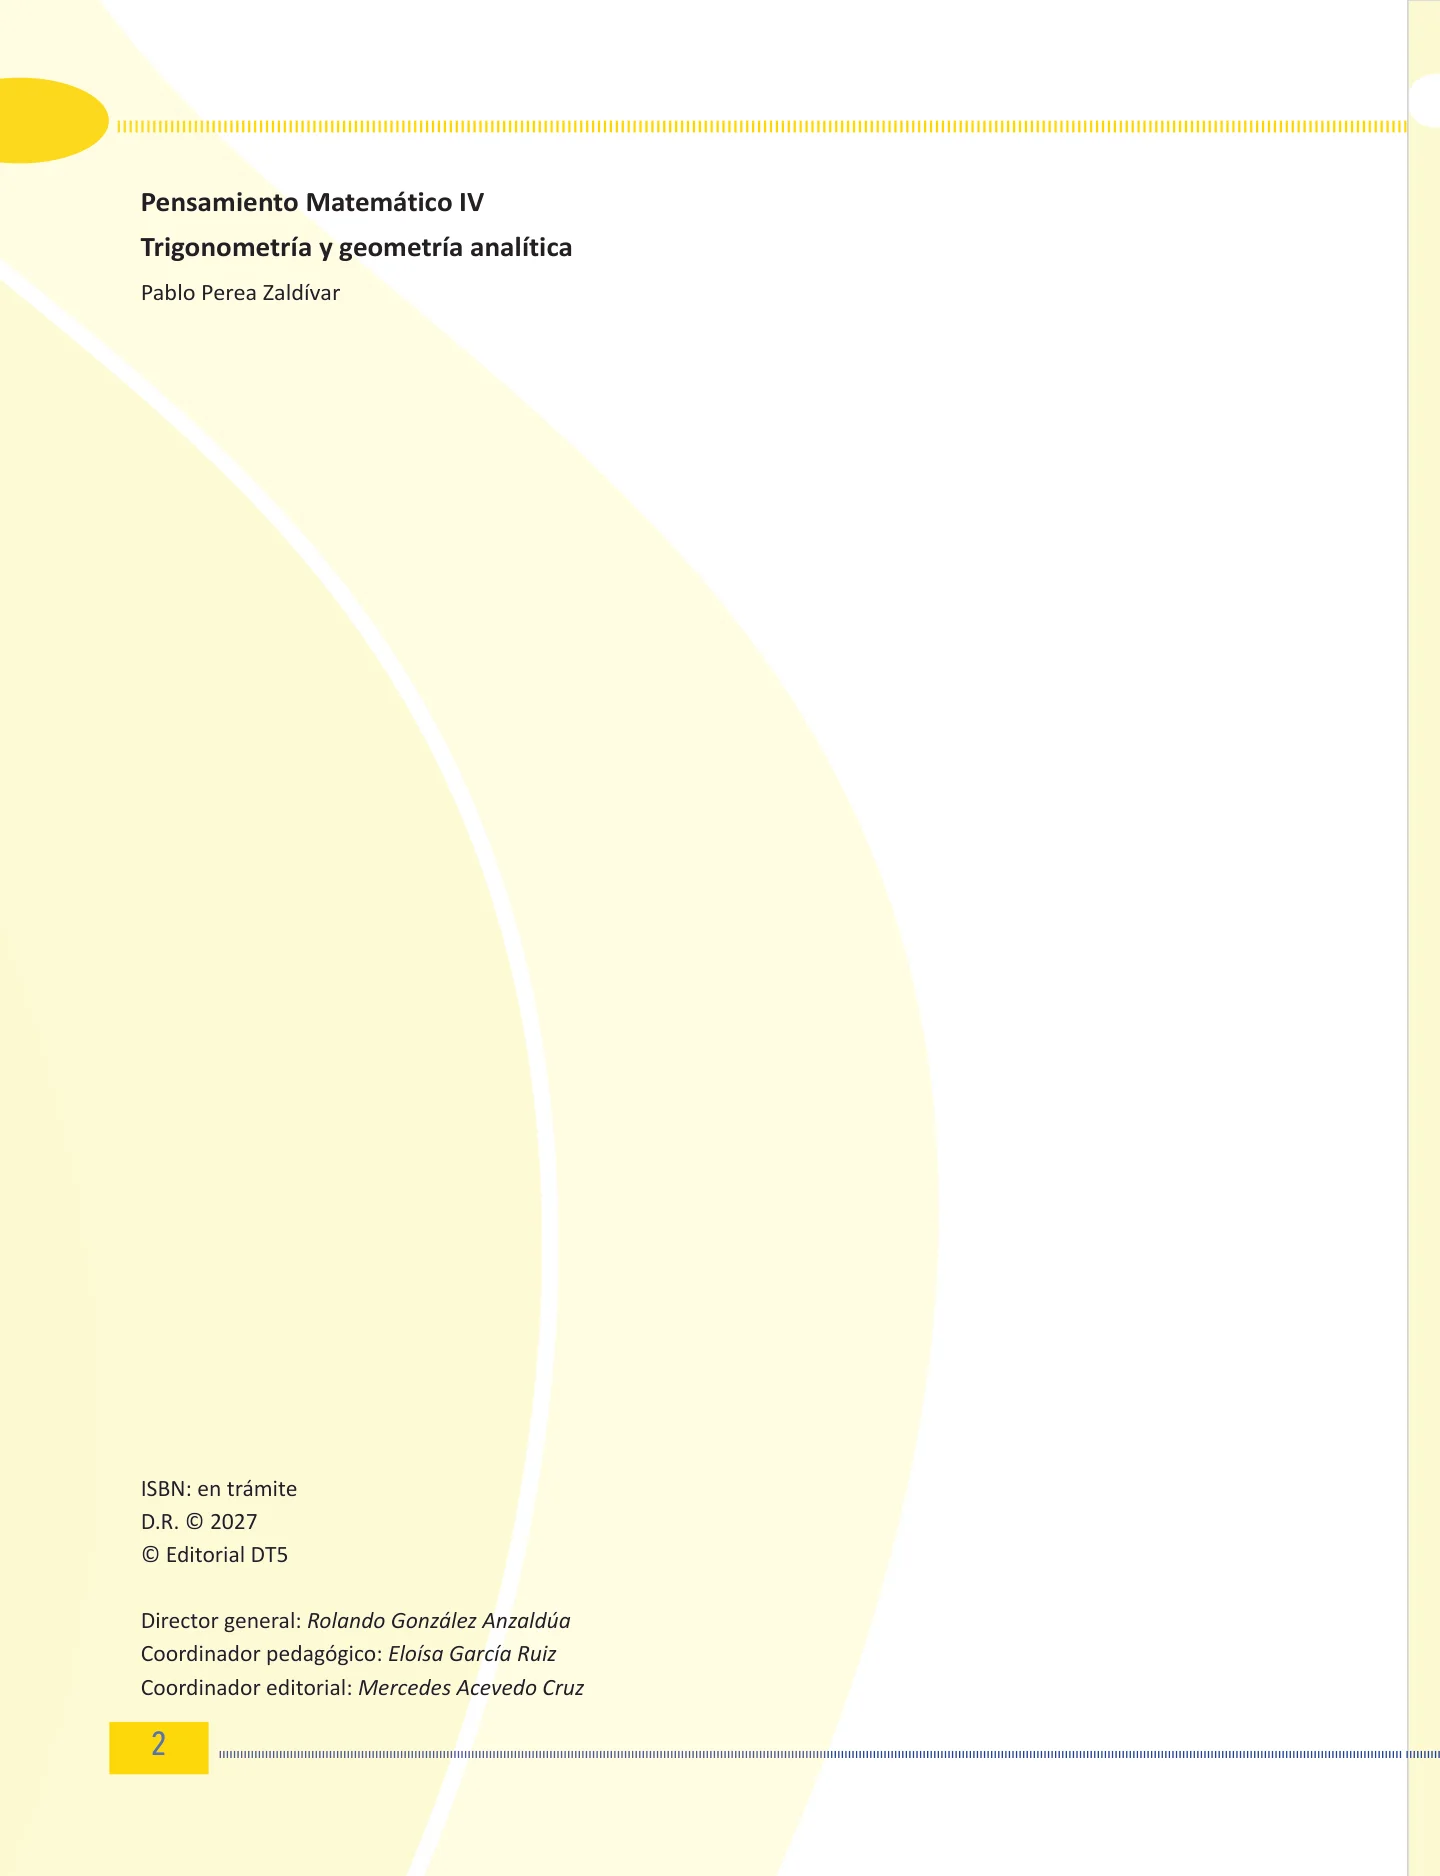 Pensamiento Matemático IV
Trigonometría y geometría analítica
Pablo Perea Zaldívar
ISBN: en trámite
D.R. © 2027
© Editorial DT5
Director general: Rolando González Anzaldúa
Coordinador pedagógico: Eloísa García Ruiz
Coordinador editorial: Mercedes Acevedo Cruz
2